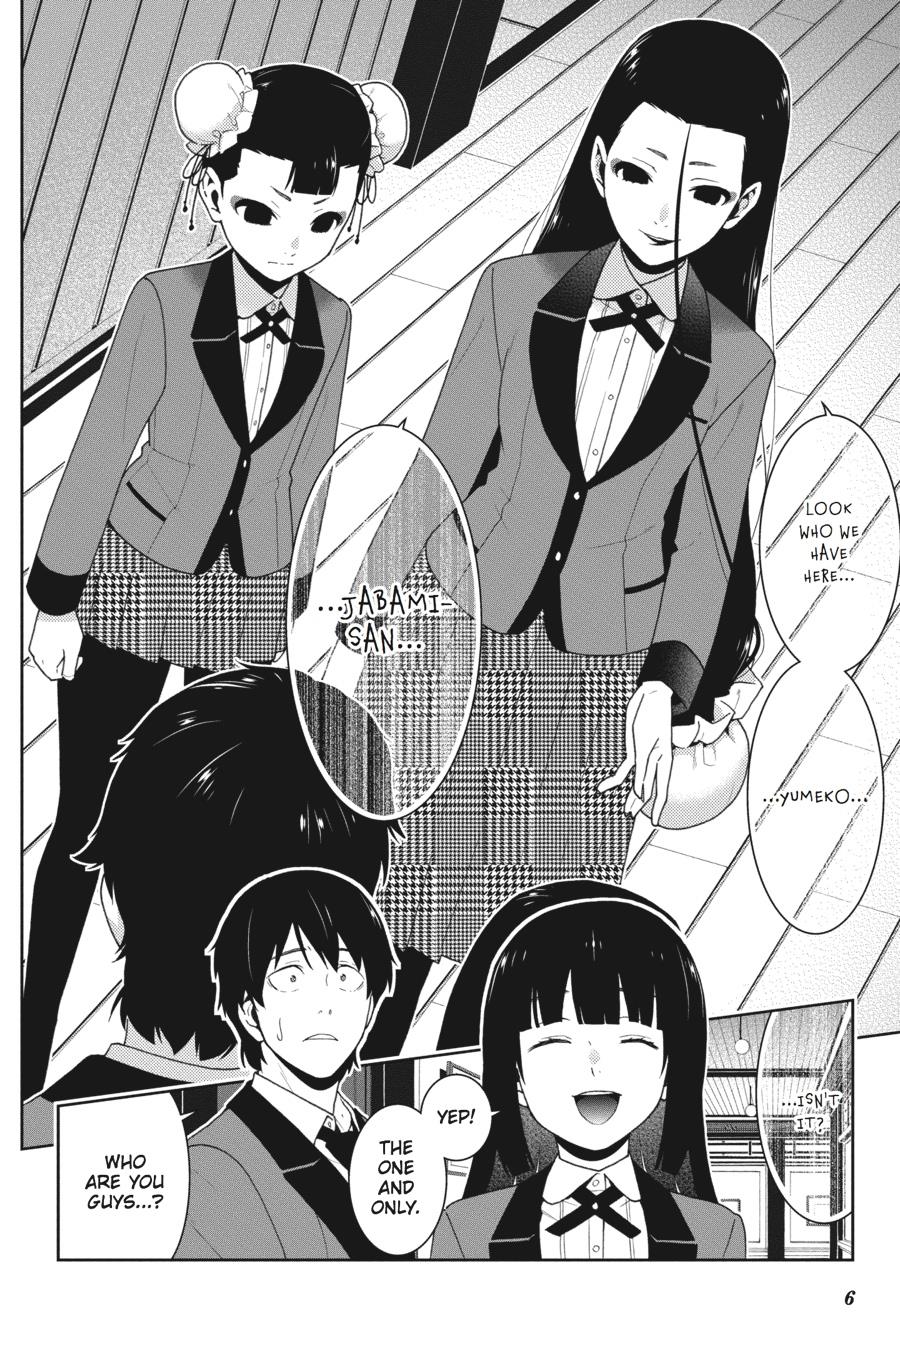 LOOK
WHO WE
HAVE
HERE...
...YUMEKO...
...JABAMI-
SAN...
...ISN'T
IT?
YEP!
THE
ONE
AND
ONLY.
WHO
ARE YOU
GUYS...?
6